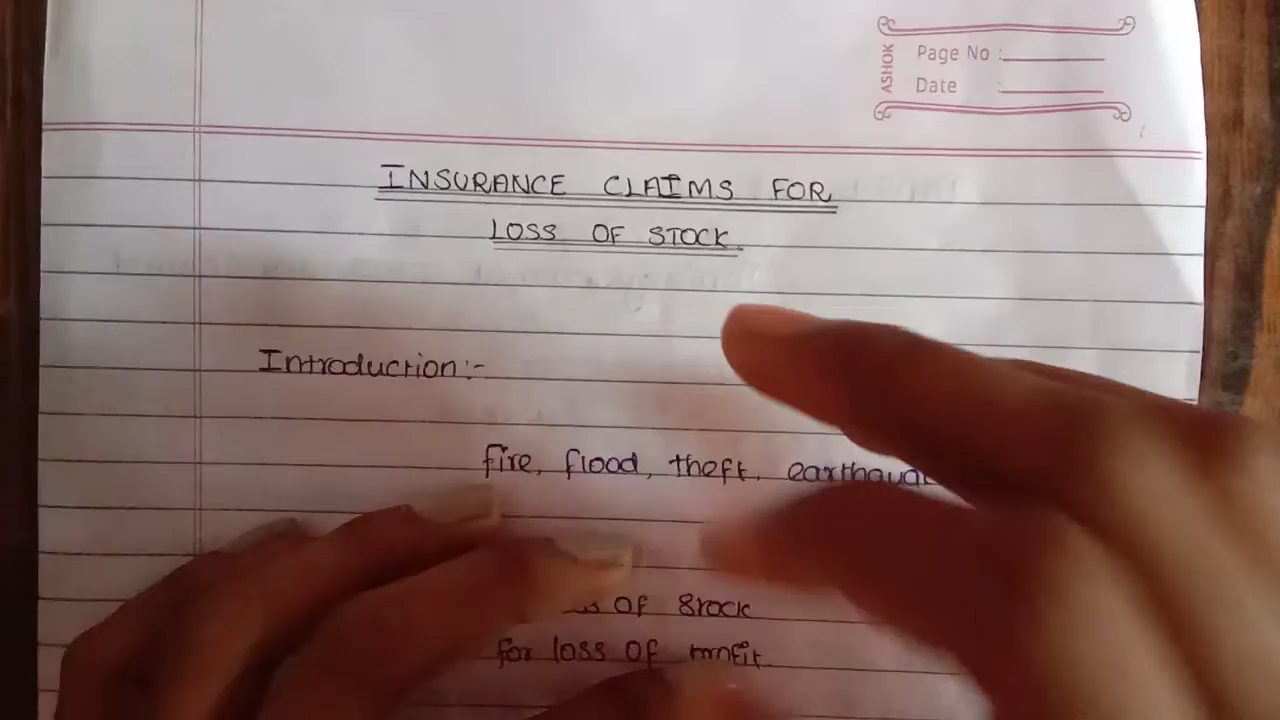 ASHOK
Page No :
Date :
INSURANCE CLAIMS FOR
LOSS OF STOCK.
Introduction :-
fire, flood, theft,
OF Stock
for loss OF